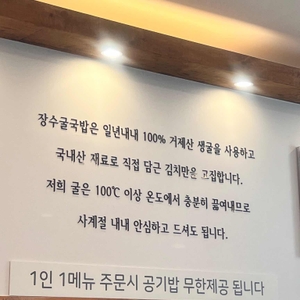 장수굴국밥은 일년내내 100% 거제산 생굴을 사용하고
국내산 재료로 직접 담근 김치만은 고집합니다.
저희 굴은 100℃ 이상 온도에서 충분히 끓여내므로
사계절 내내 안심하고 드셔도 됩니다.
1인 1메뉴 주문시 공기밥 무한제공 됩니다